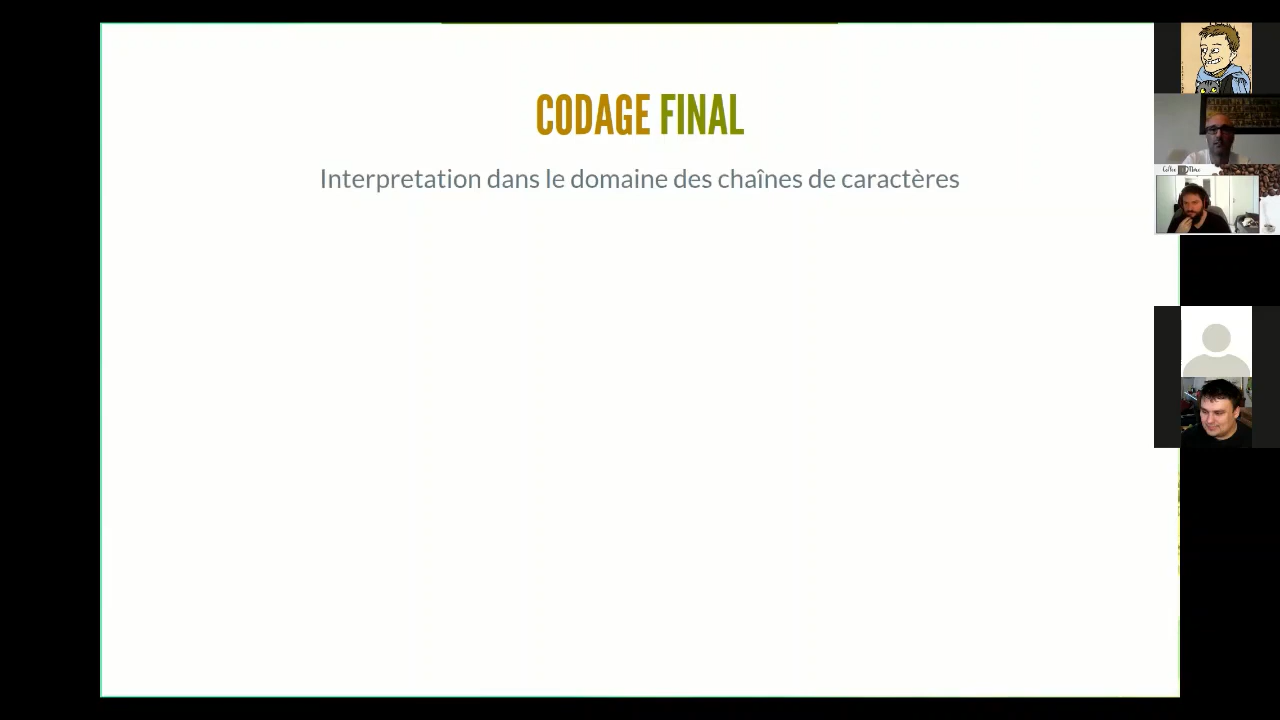 CODAGE FINAL
Interpretation dans le domaine des chaînes de caractères